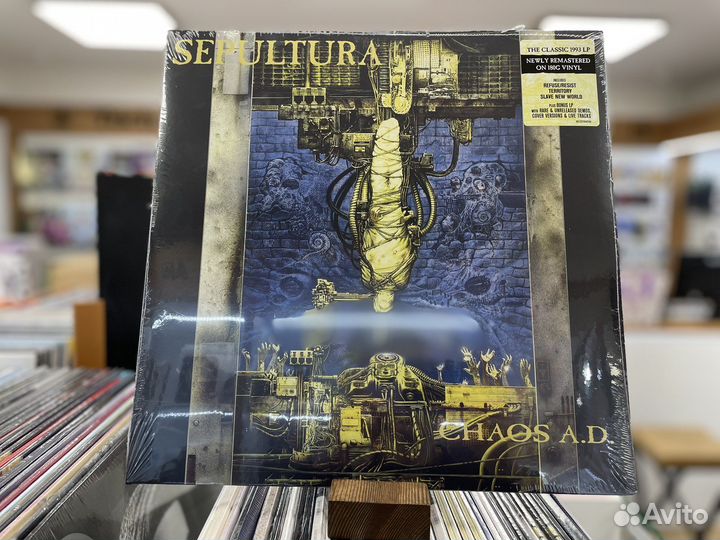 SEPULTURA
THE CLASSIC 1993 LP
NEWLY REMASTERED
ON 180G VINYL
INCLUDES
REFUSE/RESIST
TERRITORY
SLAVE NEW WORLD
PLUS BONUS LP
WITH RARE & UNRELEASED DEMOS,
COVER VERSIONS & LIVE TRACKS
CHAOS A.D.
Avito